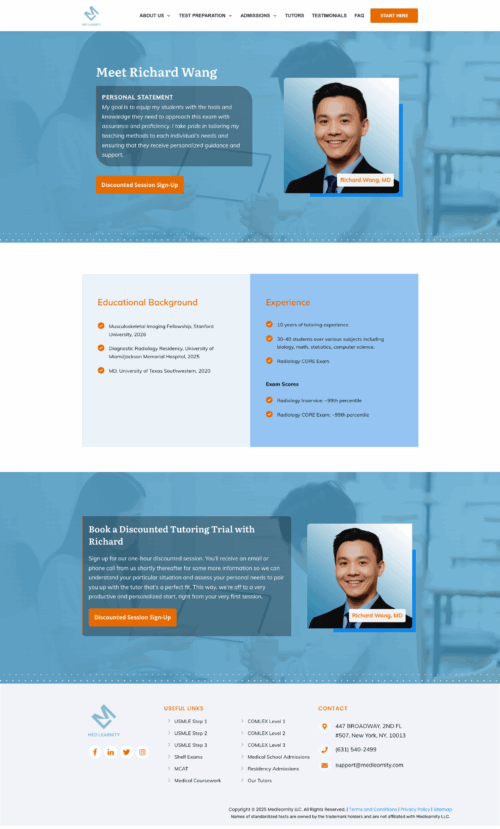 ABOUT US TEST PREPARATION ADMISSIONS TUTORS TESTIMONIALS FAQ START HERE
MEDLEARNITY
Meet Richard Wang
PERSONAL STATEMENT
My goal is to equip my students with the tools and
knowledge they need to approach this exam with
assurance and proficiency. I take pride in tailoring my
teaching methods to each individual's needs and
ensuring that they receive personalized guidance and
support.
Richard Wang, MD
Discounted Session Sign-Up
Educational Background
Musculoskeletal Imaging Fellowship, Stanford
University, 2026
Diagnostic Radiology Residency, University of
Miami/Jackson Memorial Hospital, 2025
MD, University of Texas Southwestern, 2020
Experience
10 years of tutoring experience
30-40 students over various subjects including
biology, math, statistics, computer science.
Radiology CORE Exam
Exam Scores
Radiology Inservice: ~99th percentile
Radiology CORE Exam: ~99th percentile
Book a Discounted Tutoring Trial with
Richard
Sign up for our one-hour discounted session. You'll receive an email or
phone call from us shortly thereafter for some more information so we can
understand your particular situation and assess your personal needs to pair
you up with the tutor that's a perfect fit. This way, we're off to a very
productive and personalized start, right from your very first session.
Discounted Session Sign-Up
Richard Wang, MD
MEDLEARNITY
USEFUL LINKS
USMLE Step 1
USMLE Step 2
USMLE Step 3
Shelf Exams
MCAT
Medical Coursework
COMLEX Level 1
COMLEX Level 2
COMLEX Level 3
Medical School Admissions
Residency Admissions
Our Tutors
CONTACT
447 BROADWAY, 2ND FL
#507, New York, NY, 10013
(631) 540-2499
support@medlearnity.com
Copyright © 2025 Medlearnity LLC. All Rights Reserved. | Terms and Conditions | Privacy Policy | Sitemap
Names of standardized tests are owned by the trademark holders and are not affiliated with Medlearnity LLC.